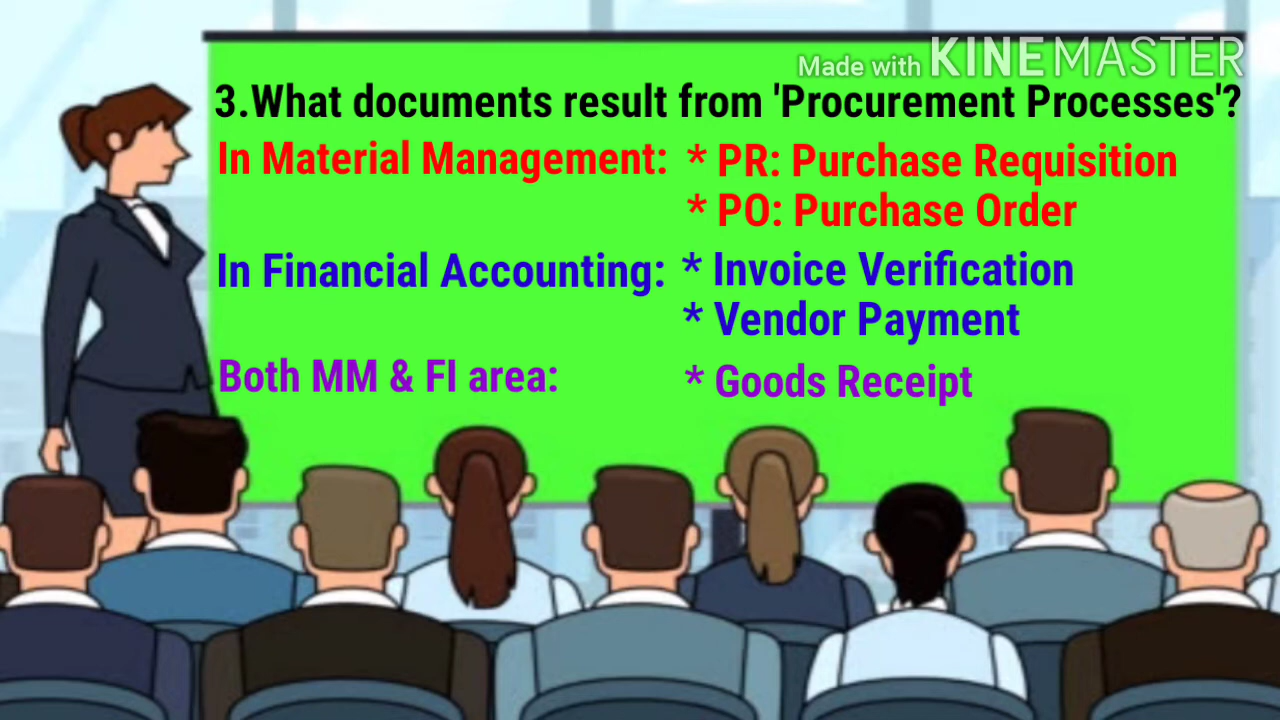 Made with KINEMASTER
3.What documents result from 'Procurement Processes'?
In Material Management: * PR: Purchase Requisition
* PO: Purchase Order
In Financial Accounting: * Invoice Verification
* Vendor Payment
Both MM & FI area: * Goods Receipt